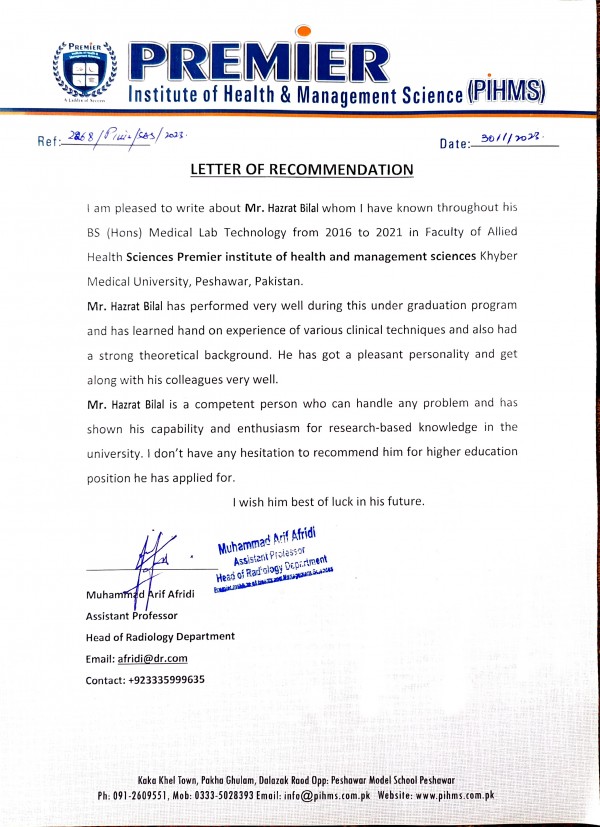 PREMIER
A Ladder of Success
PREMIER
Institute of Health & Management Science (PiHMS)
Ref: 2268/
/2023.
Date: 30/1/2023.
LETTER OF RECOMMENDATION
I am pleased to write about Mr. Hazrat Bilal whom I have known throughout his
BS (Hons) Medical Lab Technology from 2016 to 2021 in Faculty of Allied
Health Sciences Premier institute of health and management sciences Khyber
Medical University, Peshawar, Pakistan.
Mr. Hazrat Bilal has performed very well during this under graduation program
and has learned hand on experience of various clinical techniques and also had
a strong theoretical background. He has got a pleasant personality and get
along with his colleagues very well.
Mr. Hazrat Bilal is a competent person who can handle any problem and has
shown his capability and enthusiasm for research-based knowledge in the
university. I don't have any hesitation to recommend him for higher education
position he has applied for.
I wish him best of luck in his future.
Muhammad Arif Afridi
Assistant Professor
Head of Radiology Department
Premier Institute of Health and Management Sciences
Muhammad Arif Afridi
Assistant Professor
Head of Radiology Department
Email: afridi@dr.com
Contact: +923335999635
Kaka Khel Town, Pakha Ghulam, Dalazak Raod Opp: Peshawar Model School Peshawar
Ph: 091-2609551, Mob: 0333-5028393 Email: info@pihms.com.pk Website: www.pihms.com.pk